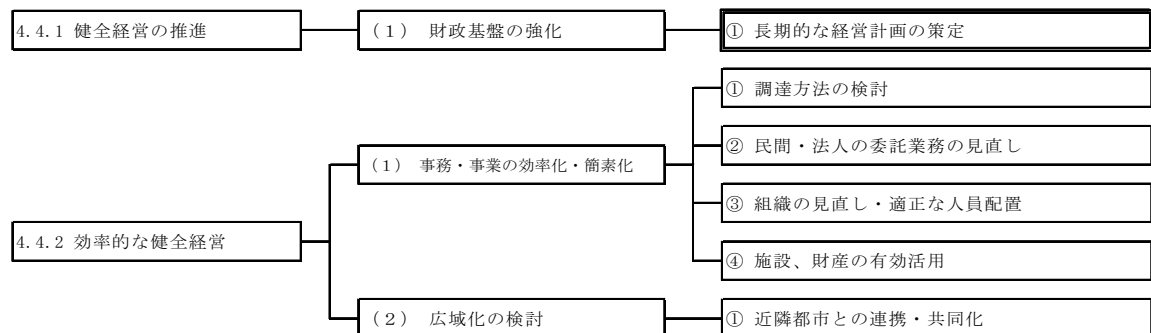 4.4.1 健全経営の推進
(1) 財政基盤の強化
① 長期的な経営計画の策定
4.4.2 効率的な健全経営
(1) 事務・事業の効率化・簡素化
① 調達方法の検討
② 民間・法人の委託業務の見直し
③ 組織の見直し・適正な人員配置
④ 施設、財産の有効活用
(2) 広域化の検討
① 近隣都市との連携・共同化